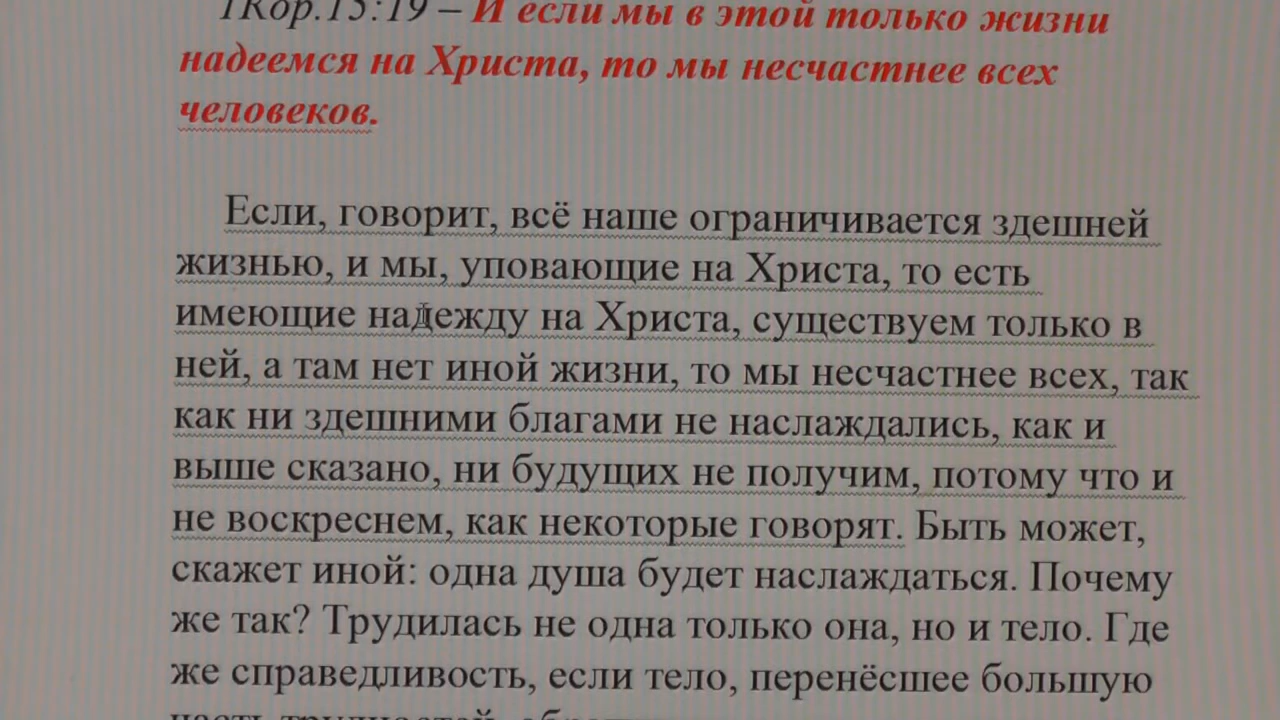 1Кор.15:19 – И если мы в этой только жизни
надеемся на Христа, то мы несчастнее всех
человеков.
Если, говорит, всё наше ограничивается здешней
жизнью, и мы, уповающие на Христа, то есть
имеющие надежду на Христа, существуем только в
ней, а там нет иной жизни, то мы несчастнее всех, так
как ни здешними благами не наслаждались, как и
выше сказано, ни будущих не получим, потому что и
не воскреснем, как некоторые говорят. Быть может,
скажет иной: одна душа будет наслаждаться. Почему
же так? Трудилась не одна только она, но и тело. Где
же справедливость, если тело, перенёсшее большую